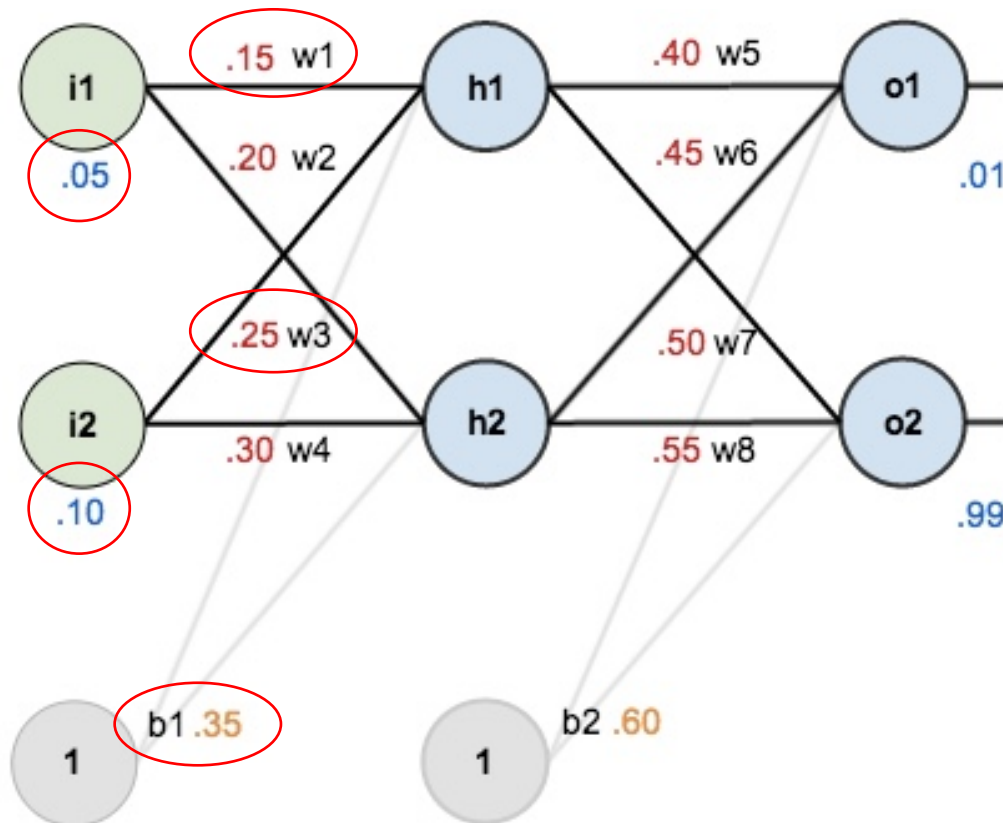 .15 w1
.40 w5
i1
h1
o1
.05
.20 w2
.45 w6
.01
.25 w3
.50 w7
i2
h2
o2
.30 w4
.55 w8
.10
.99
b1 .35
b2 .60
1
1